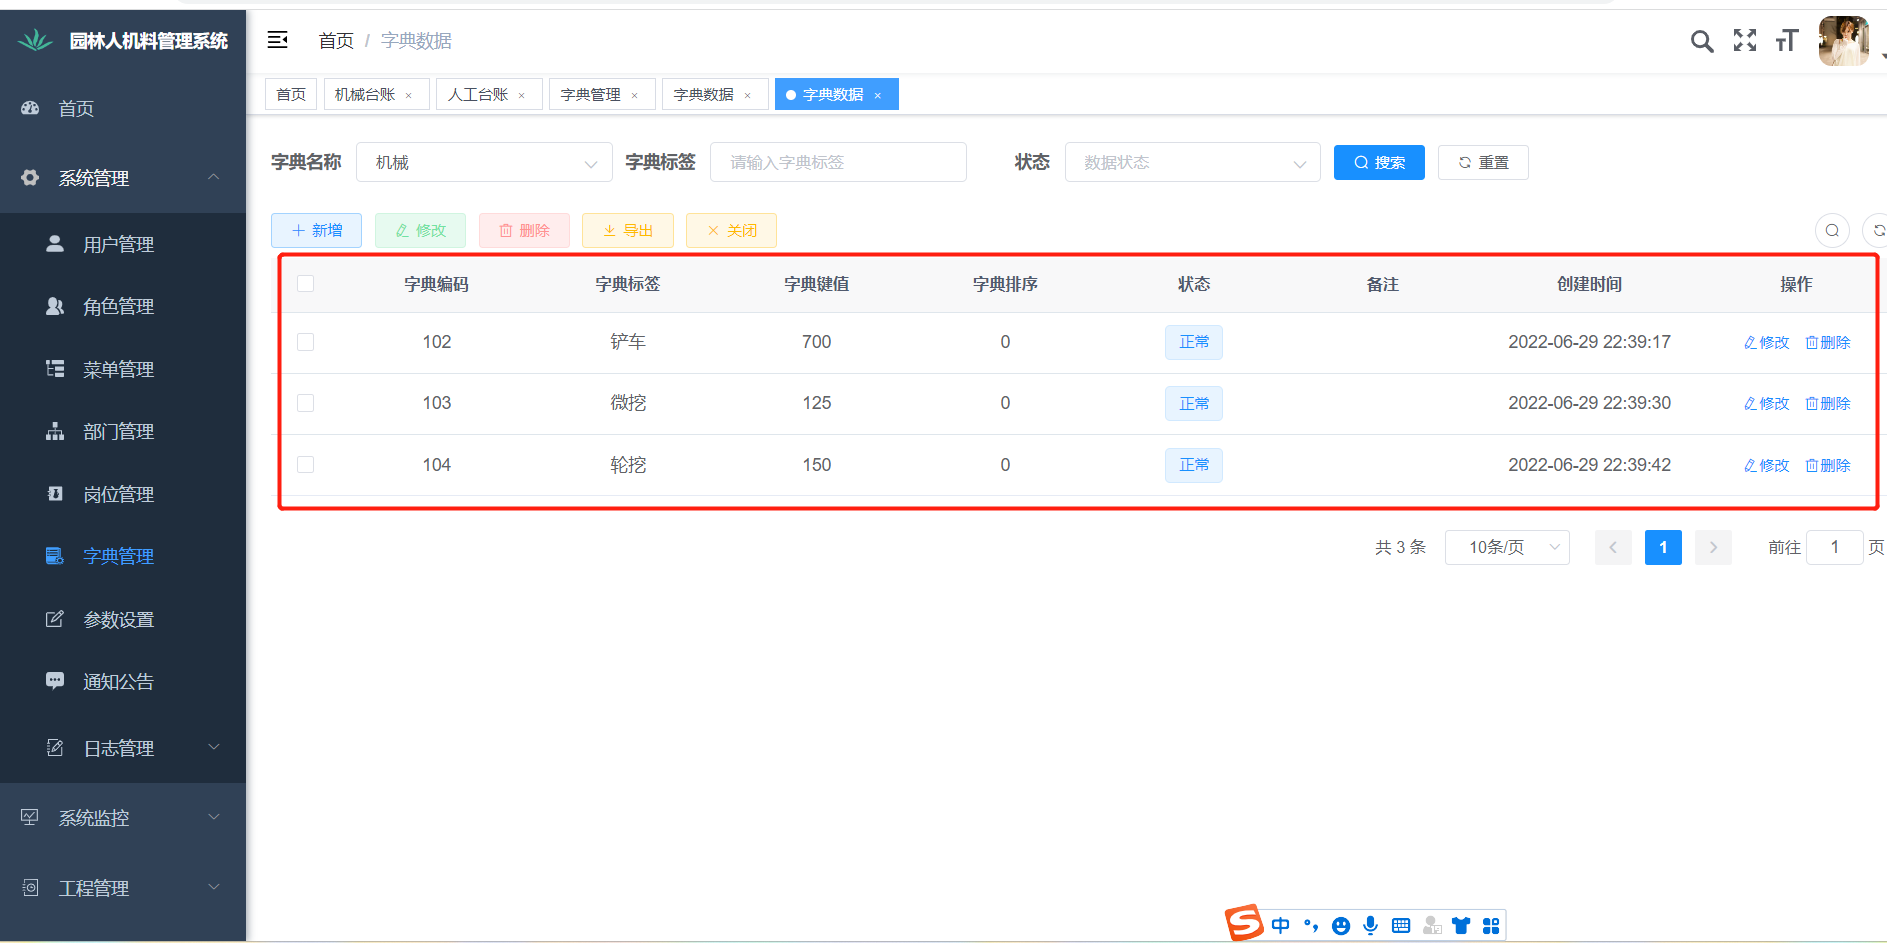 园林人机料管理系统
首页 / 字典数据
首页 机械台账 × 人工台账 × 字典管理 × 字典数据 × 字典数据 ×
首页
系统管理
用户管理
角色管理
菜单管理
部门管理
岗位管理
字典管理
参数设置
通知公告
日志管理
系统监控
工程管理
字典名称 机械 字典标签 请输入字典标签 状态 数据状态 搜索 重置
新增 修改 删除 导出 关闭
字典编码 字典标签 字典键值 字典排序 状态 备注 创建时间 操作
102 铲车 700 0 正常 2022-06-29 22:39:17 修改 删除
103 微挖 125 0 正常 2022-06-29 22:39:30 修改 删除
104 轮挖 150 0 正常 2022-06-29 22:39:42 修改 删除
共 3 条 10条/页 1 前往 1 页
S 中